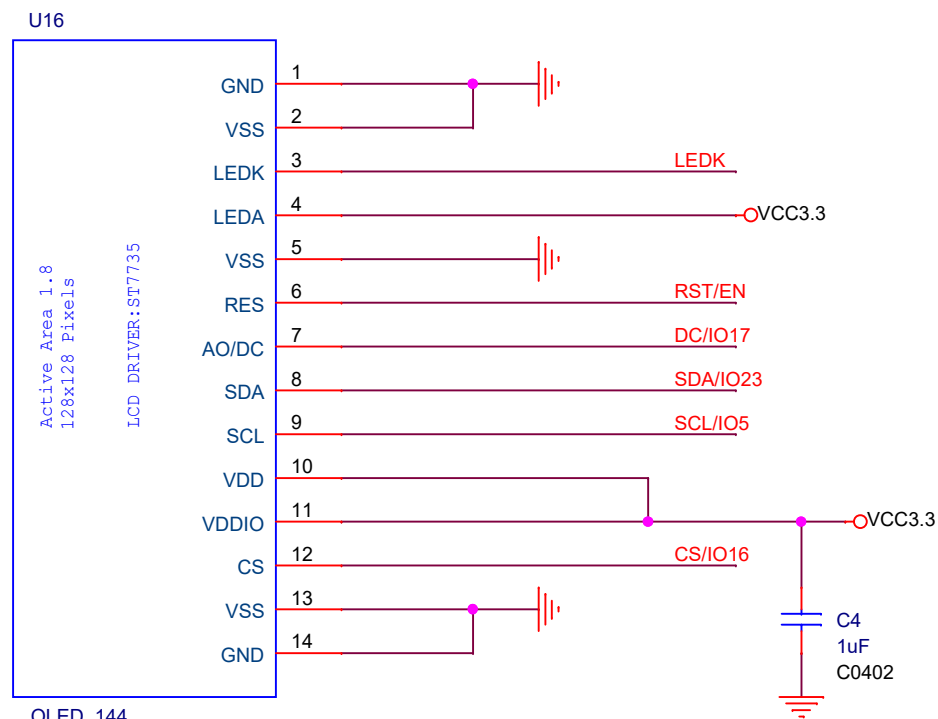 U16
GND 1
VSS 2
LEDK 3 LEDK
LEDA 4 VCC3.3
VSS 5
RES 6 RST/EN
AO/DC 7 DC/IO17
SDA 8 SDA/IO23
SCL 9 SCL/IO5
VDD 10
VDDIO 11 VCC3.3
CS 12 CS/IO16
VSS 13
GND 14
Active Area 1.8
128x128 Pixels
LCD DRIVER:ST7735
C4
1uF
C0402
OLED_144